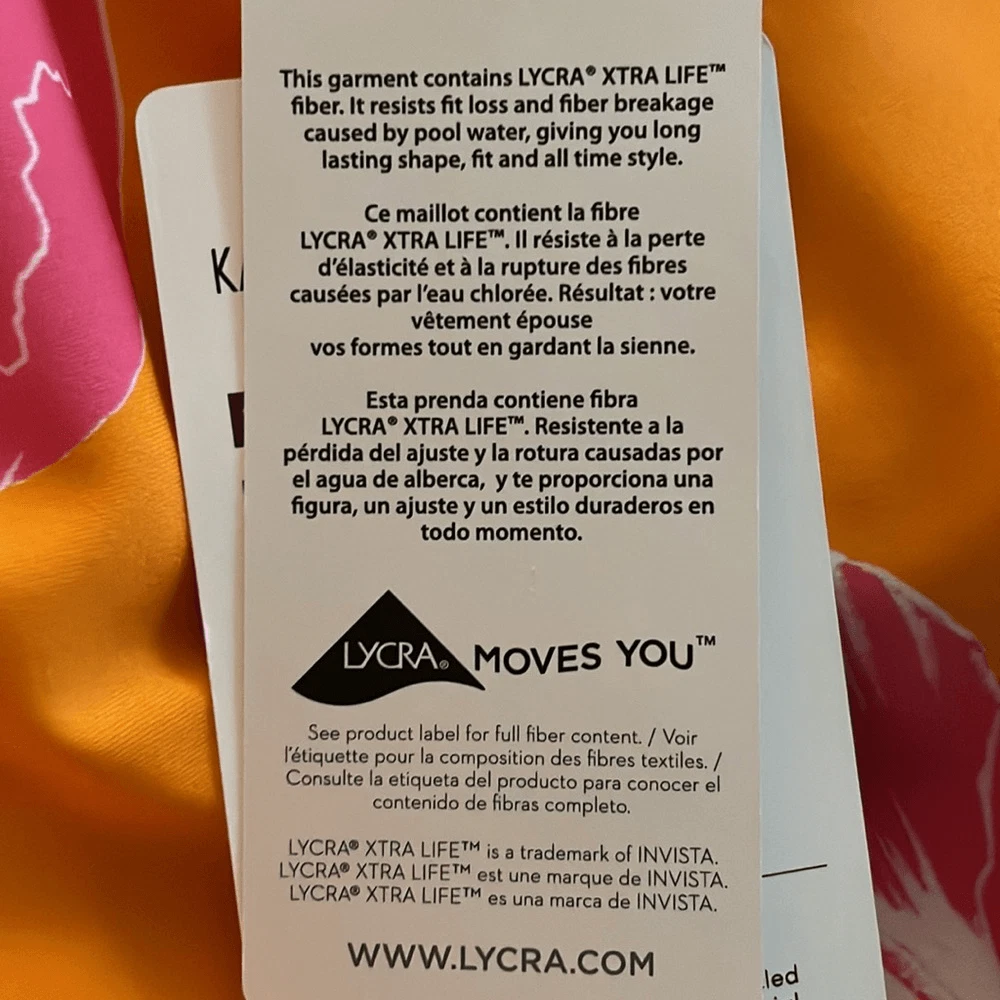 This garment contains LYCRA® XTRA LIFE™
fiber. It resists fit loss and fiber breakage
caused by pool water, giving you long
lasting shape, fit and all time style.
Ce maillot contient la fibre
LYCRA® XTRA LIFE™. Il résiste à la perte
d'élasticité et à la rupture des fibres
causées par l'eau chlorée. Résultat : votre
vêtement épouse
vos formes tout en gardant la sienne.
Esta prenda contiene fibra
LYCRA® XTRA LIFE™. Resistente a la
pérdida del ajuste y la rotura causadas por
el agua de alberca, y te proporciona una
figura, un ajuste y un estilo duraderos en
todo momento.
LYCRA® MOVES YOU™
See product label for full fiber content. / Voir
l'étiquette pour la composition des fibres textiles. /
Consulte la etiqueta del producto para conocer el
contenido de fibras completo.
LYCRA® XTRA LIFE™ is a trademark of INVISTA.
LYCRA® XTRA LIFE™ est une marque de INVISTA.
LYCRA® XTRA LIFE™ es una marca de INVISTA.
WWW.LYCRA.COM